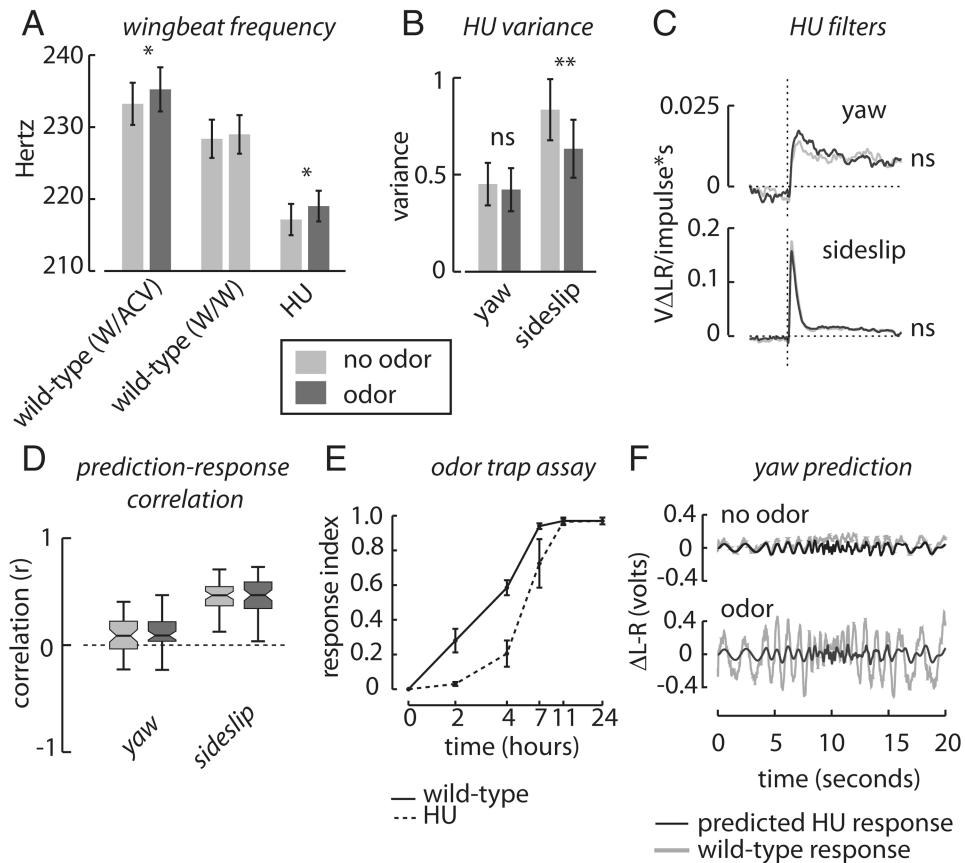 A
wingbeat frequency
240
230
220
210
Hertz
*
*
wild-type (W/ACV)
wild-type (W/W)
HU
B
HU variance
1
0.5
0
variance
ns
**
yaw
sideslip
C
HU filters
0.025
0
yaw
ns
0.2
0.1
0
sideslip
ns
VΔLR/impulse*s
no odor
odor
D
prediction-response
correlation
1
0
-1
correlation (r)
yaw
sideslip
E
odor trap assay
1.0
0.8
0.6
0.4
0.2
0
response index
0 2 4 7 11 24
time (hours)
wild-type
HU
F
yaw prediction
no odor
0.4
0
-0.4
odor
0.4
0
-0.4
ΔL-R (volts)
0 5 10 15 20
time (seconds)
predicted HU response
wild-type response